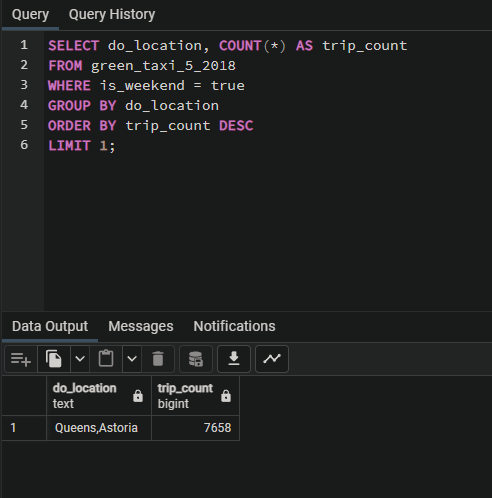 Query Query History
1 SELECT do_location, COUNT(*) AS trip_count
2 FROM green_taxi_5_2018
3 WHERE is_weekend = true
4 GROUP BY do_location
5 ORDER BY trip_count DESC
6 LIMIT 1;
Data Output Messages Notifications
do_location trip_count
text bigint
1 Queens,Astoria 7658